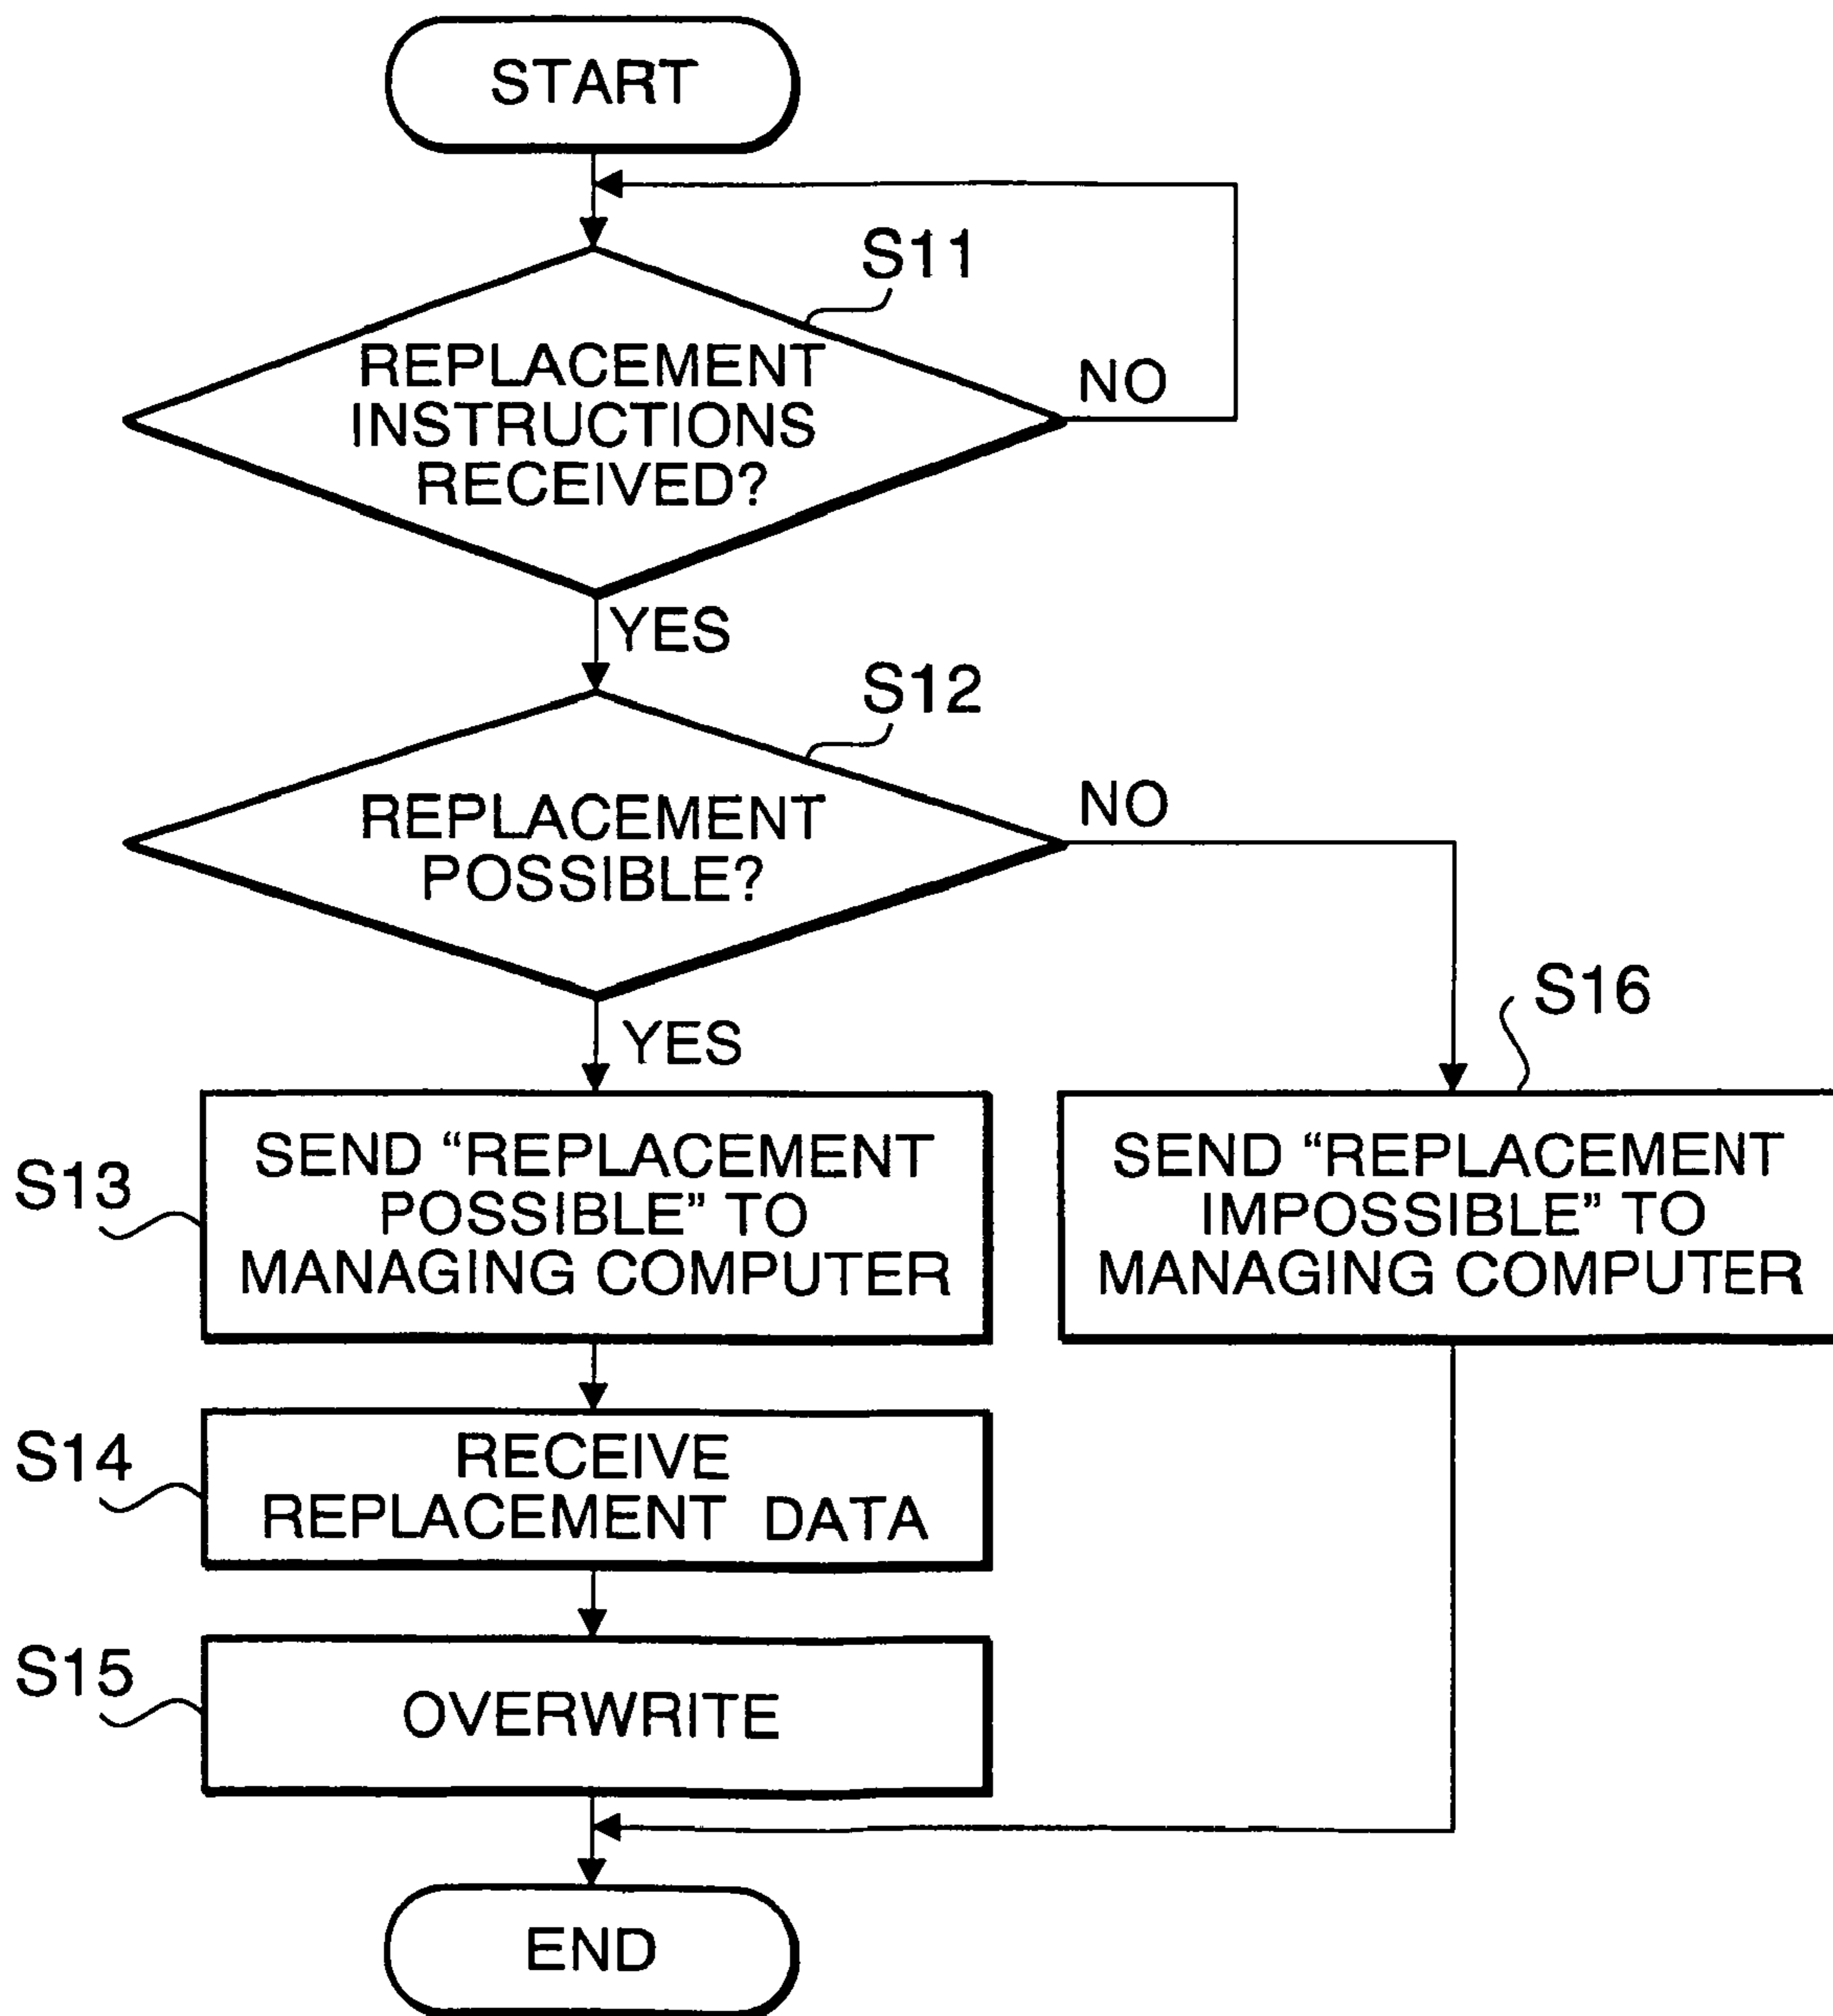 START
S11
REPLACEMENT
INSTRUCTIONS
RECEIVED?
NO
YES
S12
REPLACEMENT
POSSIBLE?
NO
YES
S13
SEND “REPLACEMENT
POSSIBLE” TO
MANAGING COMPUTER
S16
SEND “REPLACEMENT
IMPOSSIBLE” TO
MANAGING COMPUTER
S14
RECEIVE
REPLACEMENT DATA
S15
OVERWRITE
END